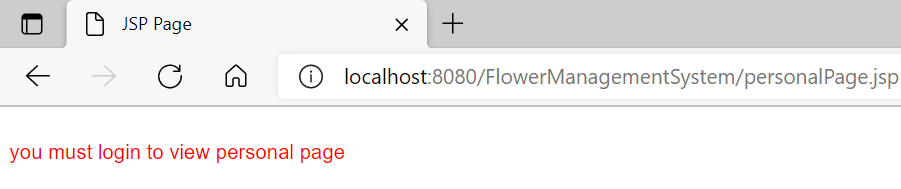 JSP Page
localhost:8080/FlowerManagementSystem/personalPage.jsp
you must login to view personal page